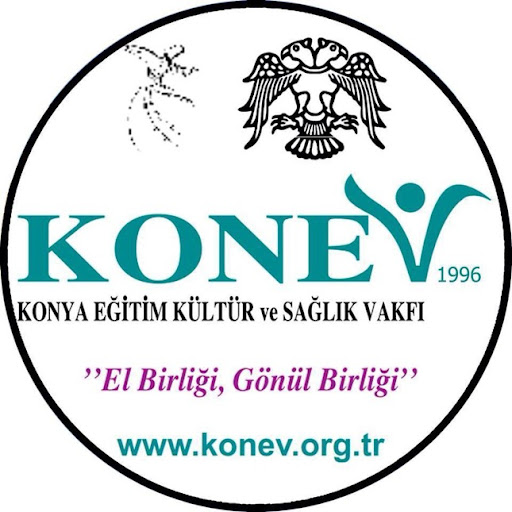 KONEV
1996
KONYA EĞİTİM KÜLTÜR ve SAĞLIK VAKFI
’’El Birliği, Gönül Birliği’’
www.konev.org.tr